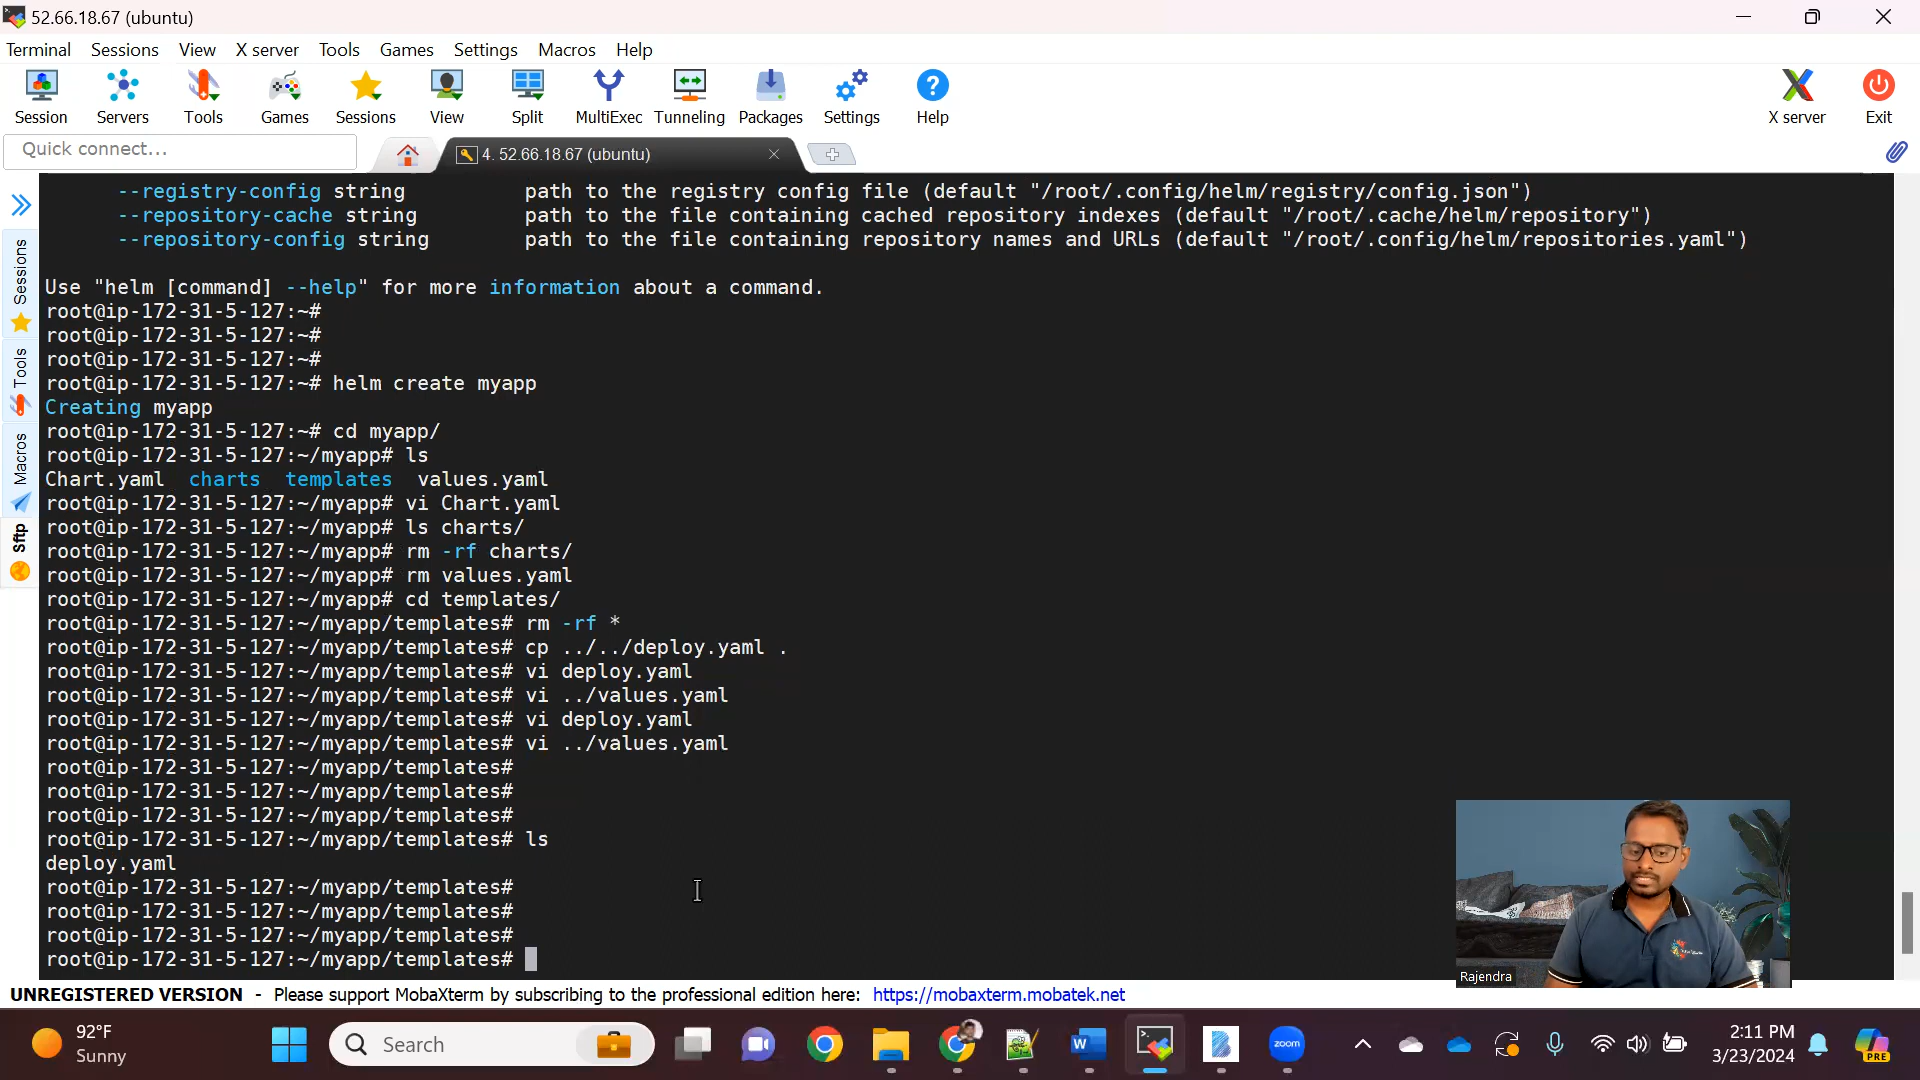 52.66.18.67 (ubuntu)
Terminal Sessions View X server Tools Games Settings Macros Help
Session Servers Tools Games Sessions View Split MultiExec Tunneling Packages Settings Help X server Exit
Quick connect... 4. 52.66.18.67 (ubuntu)
Sessions
Tools
Macros
Sftp
--registry-config string path to the registry config file (default "/root/.config/helm/registry/config.json")
--repository-cache string path to the file containing cached repository indexes (default "/root/.cache/helm/repository")
--repository-config string path to the file containing repository names and URLs (default "/root/.config/helm/repositories.yaml")
Use "helm [command] --help" for more information about a command.
root@ip-172-31-5-127:~#
root@ip-172-31-5-127:~#
root@ip-172-31-5-127:~#
root@ip-172-31-5-127:~# helm create myapp
Creating myapp
root@ip-172-31-5-127:~# cd myapp/
root@ip-172-31-5-127:~/myapp# ls
Chart.yaml charts templates values.yaml
root@ip-172-31-5-127:~/myapp# vi Chart.yaml
root@ip-172-31-5-127:~/myapp# ls charts/
root@ip-172-31-5-127:~/myapp# rm -rf charts/
root@ip-172-31-5-127:~/myapp# rm values.yaml
root@ip-172-31-5-127:~/myapp# cd templates/
root@ip-172-31-5-127:~/myapp/templates# rm -rf *
root@ip-172-31-5-127:~/myapp/templates# cp ../../deploy.yaml .
root@ip-172-31-5-127:~/myapp/templates# vi deploy.yaml
root@ip-172-31-5-127:~/myapp/templates# vi ../values.yaml
root@ip-172-31-5-127:~/myapp/templates# vi deploy.yaml
root@ip-172-31-5-127:~/myapp/templates# vi ../values.yaml
root@ip-172-31-5-127:~/myapp/templates#
root@ip-172-31-5-127:~/myapp/templates#
root@ip-172-31-5-127:~/myapp/templates#
root@ip-172-31-5-127:~/myapp/templates# ls
deploy.yaml
root@ip-172-31-5-127:~/myapp/templates#
root@ip-172-31-5-127:~/myapp/templates#
root@ip-172-31-5-127:~/myapp/templates#
root@ip-172-31-5-127:~/myapp/templates#
Rajendra
UNREGISTERED VERSION - Please support MobaXterm by subscribing to the professional edition here: https://mobaxterm.mobatek.net
92°F
Sunny
Search
zoom
2:11 PM
3/23/2024
PRE